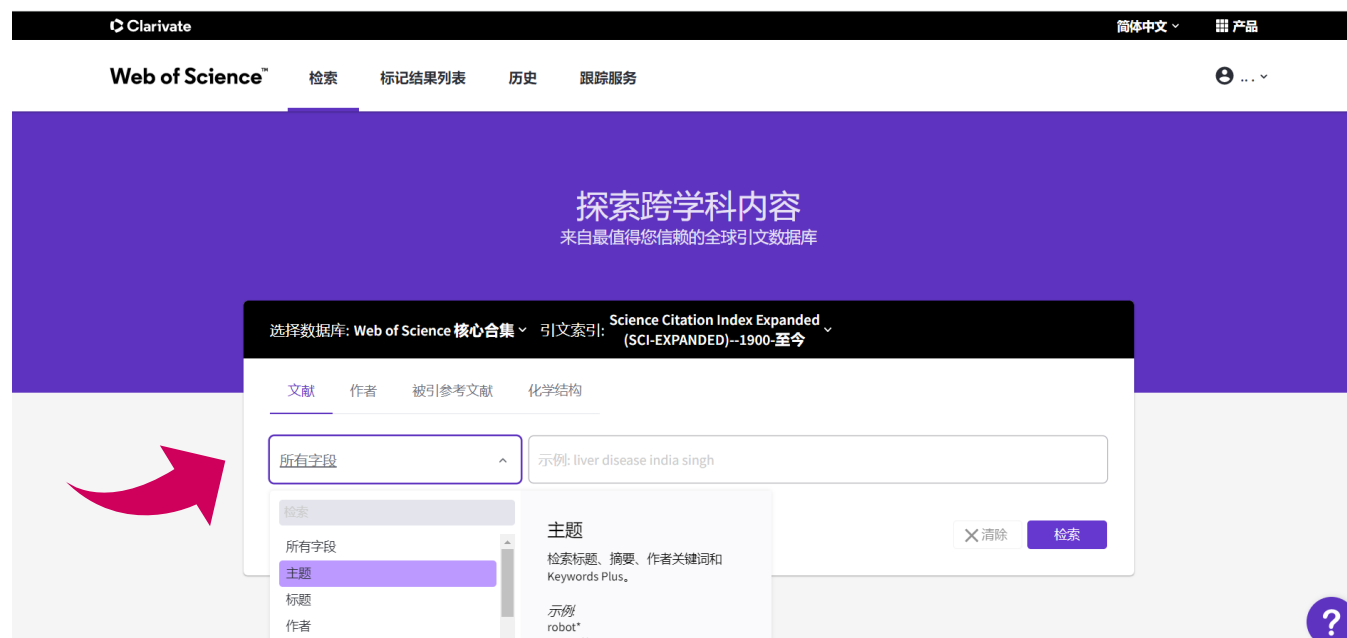 Clarivate
简体中文
产品
Web of Science™
检索
标记结果列表
历史
跟踪服务
...
探索跨学科内容
来自最值得您信赖的全球引文数据库
选择数据库: Web of Science 核心合集
引文索引: Science Citation Index Expanded
(SCI-EXPANDED)--1900-至今
文献
作者
被引参考文献
化学结构
所有字段
示例: liver disease india singh
检索
所有字段
主题
标题
作者
主题
检索标题、摘要、作者关键词和
Keywords Plus。
示例
robot*
清除
检索
?